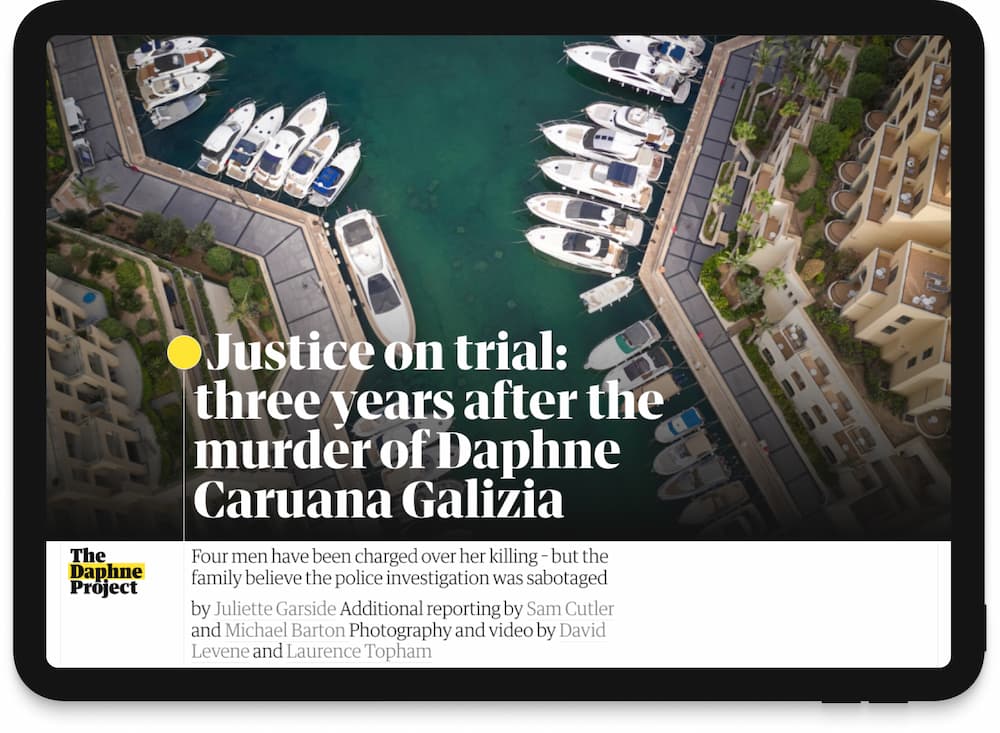 Justice on trial:
three years after the
murder of Daphne
Caruana Galizia
The
Daphne
Project
Four men have been charged over her killing – but the
family believe the police investigation was sabotaged
by Juliette Garside Additional reporting by Sam Cutler
and Michael Barton Photography and video by David
Levene and Laurence Topham